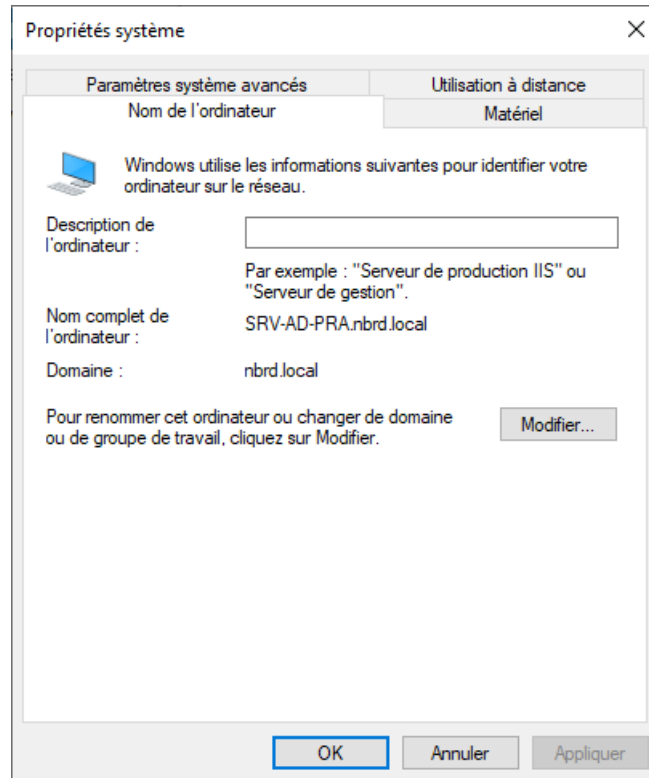 Propriétés système
Paramètres système avancés
Utilisation à distance
Nom de l'ordinateur
Matériel
Windows utilise les informations suivantes pour identifier votre
ordinateur sur le réseau.
Description de
l'ordinateur :
Par exemple : "Serveur de production IIS" ou
"Serveur de gestion".
Nom complet de
l'ordinateur :
SRV-AD-PRA.nbrd.local
Domaine :
nbrd.local
Pour renommer cet ordinateur ou changer de domaine
ou de groupe de travail, cliquez sur Modifier.
Modifier...
OK
Annuler
Appliquer